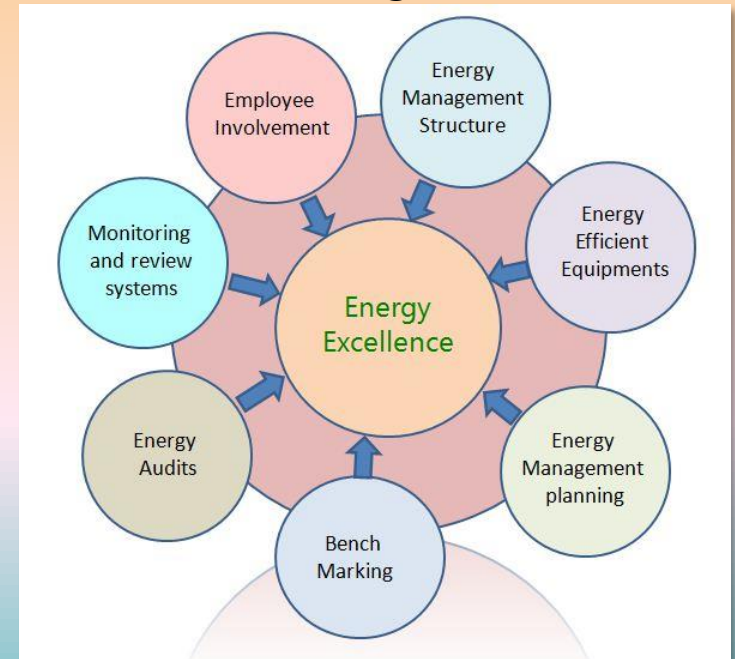 Energy
Management
Structure
Employee
Involvement
Energy
Efficient
Equipments
Monitoring
and review
systems
Energy
Excellence
Energy
Audits
Energy
Management
planning
Bench
Marking